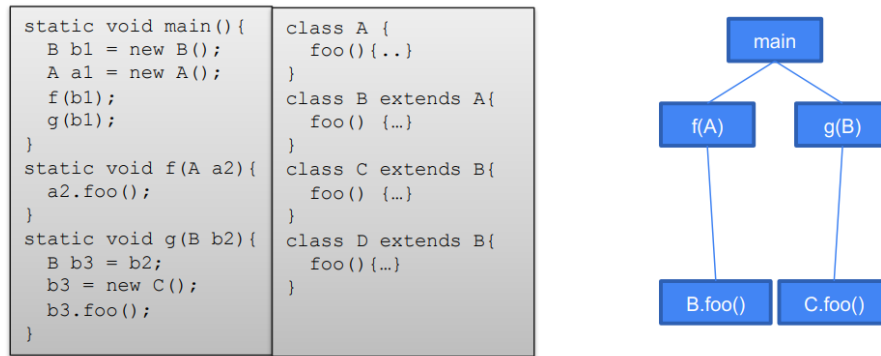 static void main(){
B b1 = new B();
A a1 = new A();
f(b1);
g(b1);
}
static void f(A a2){
a2.foo();
}
static void g(B b2){
B b3 = b2;
b3 = new C();
b3.foo();
}
class A {
foo(){..}
}
class B extends A{
foo() {…}
}
class C extends B{
foo() {…}
}
class D extends B{
foo(){…}
}
main
f(A)
g(B)
B.foo()
C.foo()